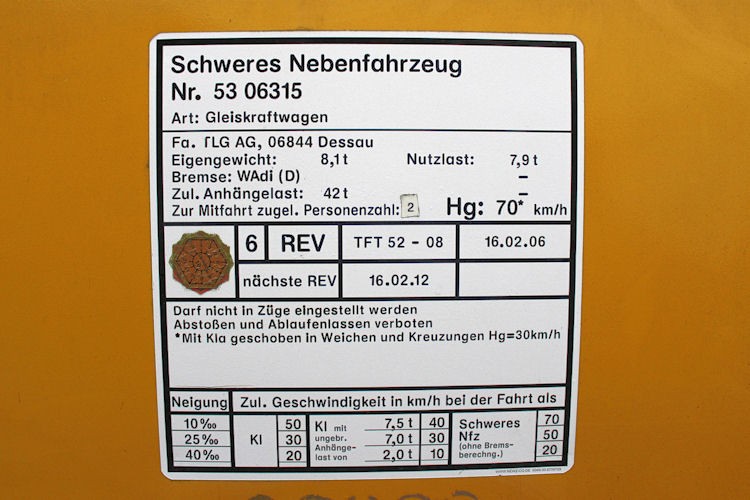 Schweres Nebenfahrzeug
Nr. 53 06315
Art: Gleiskraftwagen
Fa. TLG AG, 06844 Dessau
Eigengewicht: 8,1 t Nutzlast: 7,9 t
Bremse: WAdi (D) –
Zul. Anhängelast: 42 t –
Zur Mitfahrt zugel. Personenzahl: 2 Hg: 70* km/h
6 REV TFT 52 - 08 16.02.06
nächste REV 16.02.12
Darf nicht in Züge eingestellt werden
Abstoßen und Ablaufenlassen verboten
*Mit Kla geschoben in Weichen und Kreuzungen Hg=30km/h
Neigung Zul. Geschwindigkeit in km/h bei der Fahrt als
10 ‰ Kl 50 Kl mit 7,5 t 40 Schweres 70
25 ‰ 30 ungebr. 7,0 t 30 Nfz 50
40 ‰ 20 Anhänge-
last von 2,0 t 10 (ohne Brems-
berechng.) 20